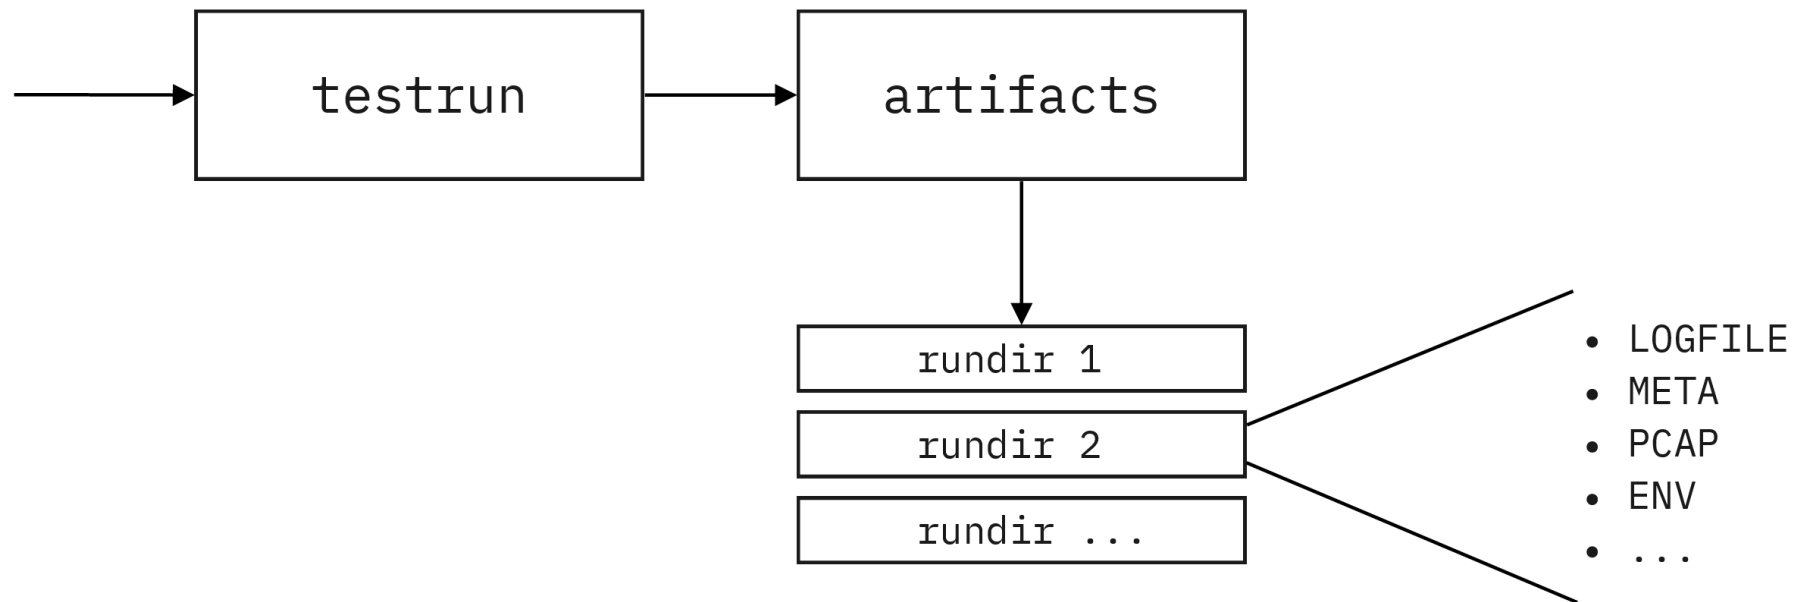 testrun
artifacts
rundir 1
rundir 2
rundir ...
• LOGFILE
• META
• PCAP
• ENV
• ...